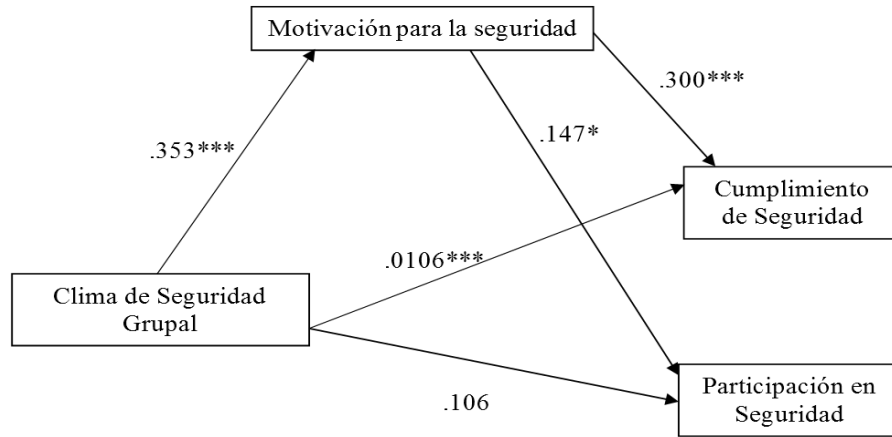 Motivación para la seguridad
.300***
.147*
.353***
Cumplimiento
de Seguridad
.0106***
Clima de Seguridad
Grupal
Participación en
Seguridad
.106